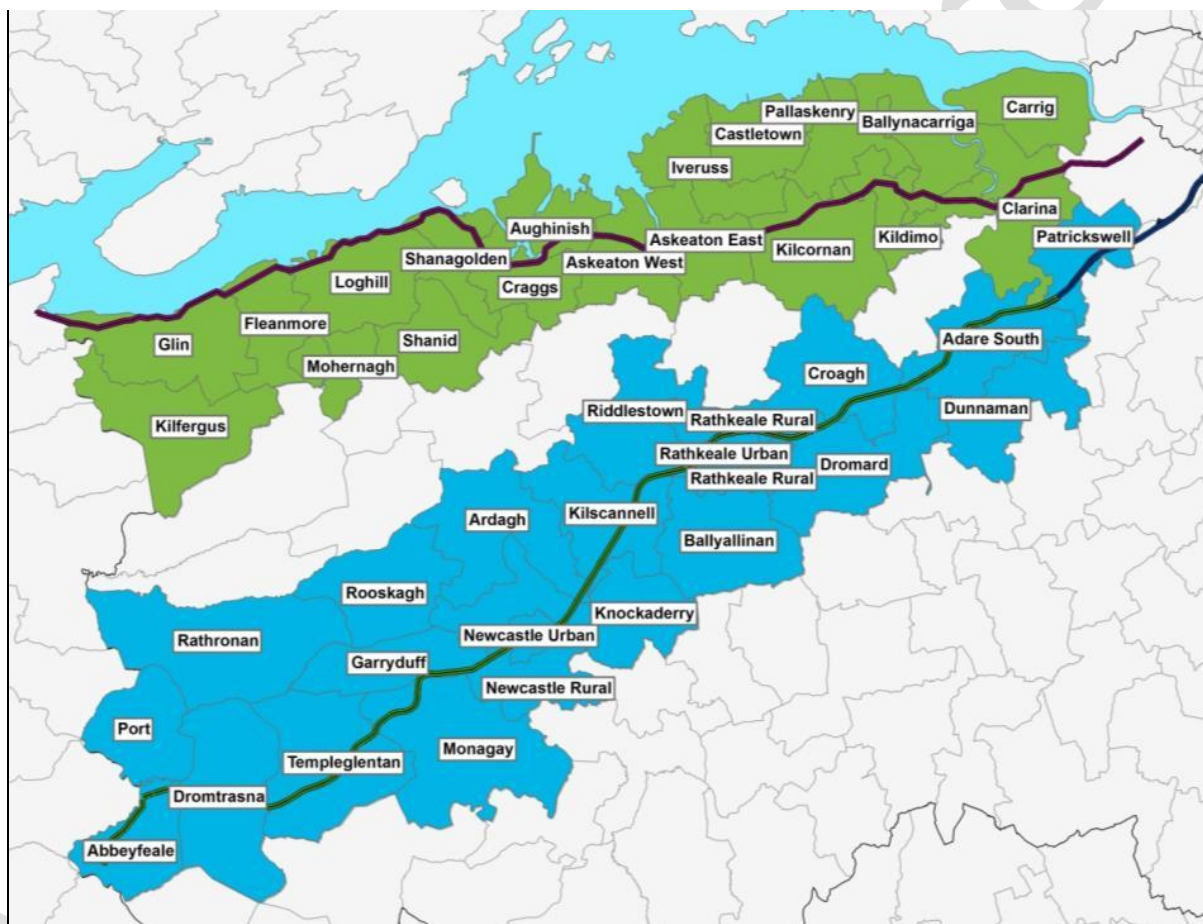 Carrig
Pallaskenry
Ballynacarriga
Castletown
Iveruss
Clarina
Aughinish
Askeaton East
Patrickswell
Kildimo
Kilcornan
Shanagolden
Askeaton West
Loghill
Craggs
Fleanmore
Glin
Shanid
Adare South
Mohernagh
Croagh
Riddlestown
Dunnaman
Rathkeale Rural
Kilfergus
Rathkeale Urban
Dromard
Rathkeale Rural
Ardagh
Kilscannell
Ballyallinan
Rooskagh
Knockaderry
Newcastle Urban
Rathronan
Garryduff
Newcastle Rural
Port
Monagay
Templeglentan
Dromtrasna
Abbeyfeale